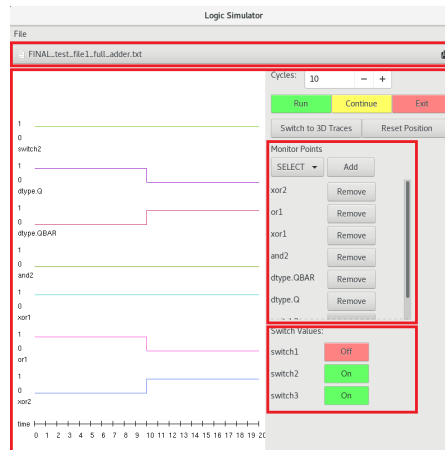 Logic Simulator
File
FINAL_test_file1_full_adder.txt
Cycles: 10 − +
Run Continue Exit
Switch to 3D Traces Reset Position
Monitor Points
SELECT Add
xor2 Remove
or1 Remove
xor1 Remove
and2 Remove
dtype.QBAR Remove
dtype.Q Remove
Switch Values:
switch1 Off
switch2 On
switch3 On
1
0
switch2
1
0
dtype.Q
1
0
dtype.QBAR
1
0
and2
1
0
xor1
1
0
or1
1
0
xor2
time
0 1 2 3 4 5 6 7 8 9 10 11 12 13 14 15 16 17 18 19 20